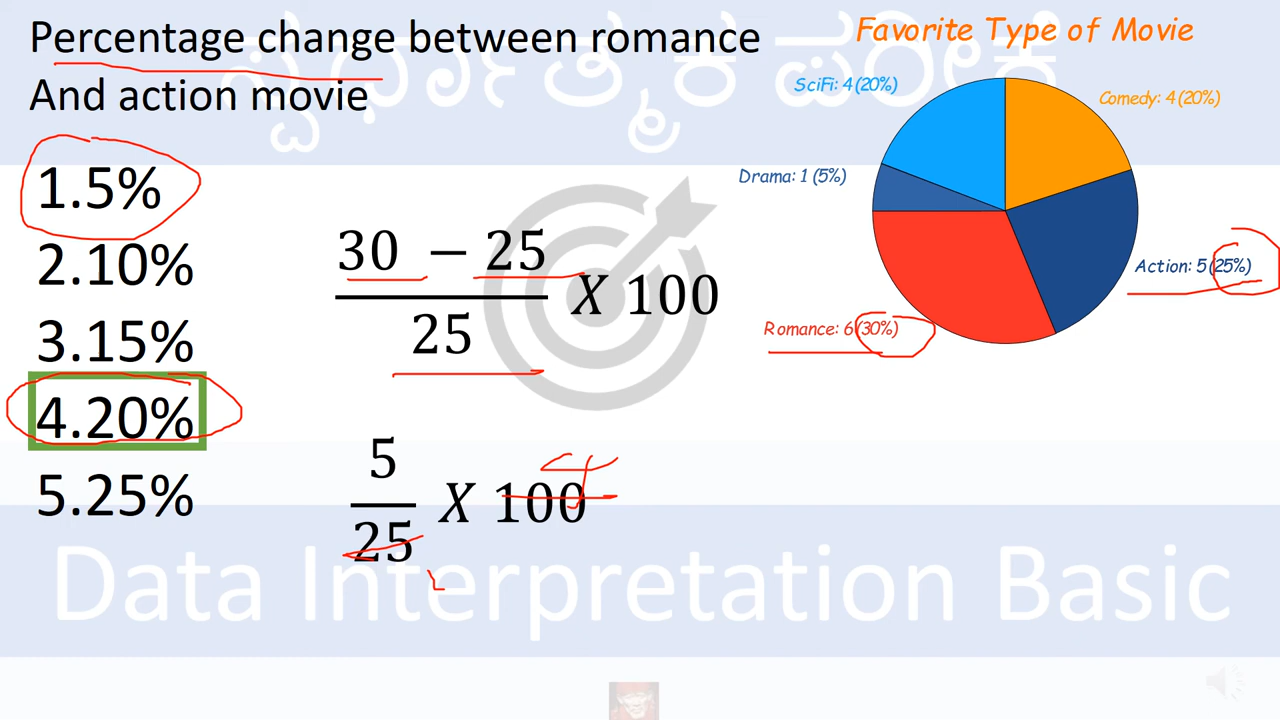 Percentage change between romance
And action movie
1.5%
2.10%
3.15%
4.20%
5.25%
30 − 25
25
X 100
5
25
X 100
4
Favorite Type of Movie
SciFi: 4 (20%)
Comedy: 4 (20%)
Drama: 1 (5%)
Action: 5 (25%)
Romance: 6 (30%)
Data Interpretation Basic